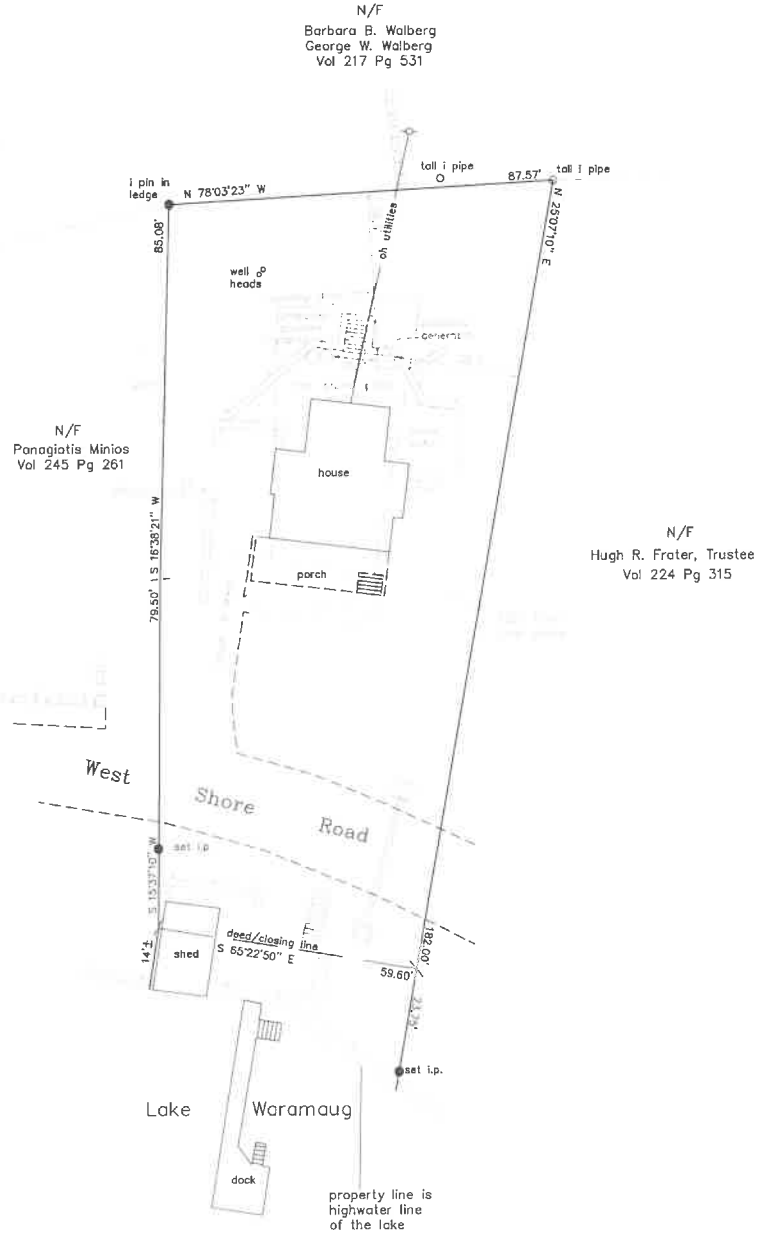 N/F
Barbara B. Walberg
George W. Walberg
Vol 217 Pg 531
tall i pipe
87.57'
tall i pipe
i pin in
ledge
N 78°03'23" W
N 25°07'10" E
85.08'
oh utilities
well
heads
N/F
Panagiotis Minios
Vol 245 Pg 261
house
N/F
Hugh R. Frater, Trustee
Vol 224 Pg 315
79.50'
S 16°38'21" W
porch
West Shore Road
set i.p.
S 15°37'10" W
14'±
shed
deed/closing line
S 65°22'50" E
59.60'
182.00'
23.75'
set i.p.
Lake Waramaug
dock
property line is
highwater line
of the lake